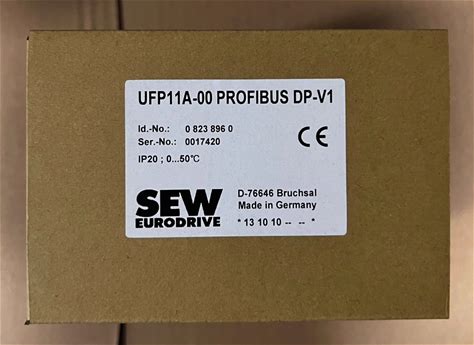 UFP11A-00 PROFIBUS DP-V1
Id.-No.: 0 823 896 0
Ser.-No.: 0017420
IP20 ; 0...50℃
CE
SEW
EURODRIVE
D-76646 Bruchsal
Made in Germany
* 13 10 10 -- -- *